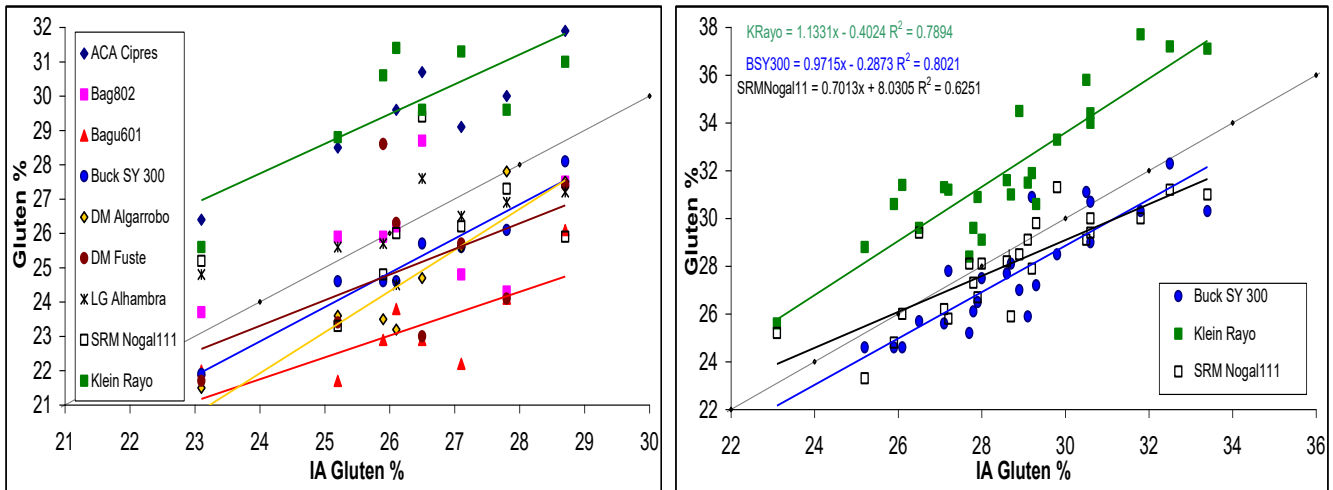 32
31
30
29
28
27
26
25
24
23
22
21
Gluten %
ACA Cipres
Bag802
Bagu601
Buck SY 300
DM Algarrobo
DM Fuste
LG Alhambra
SRM Nogal111
Klein Rayo
21 22 23 24 25 26 27 28 29 30
IA Gluten %
KRayo = 1.1331x - 0.4024 R² = 0.7894
BSY300 = 0.9715x - 0.2873 R² = 0.8021
SRMNogal11 = 0.7013x + 8.0305 R² = 0.6251
38
36
34
32
30
28
26
24
22
Gluten %
Buck SY 300
Klein Rayo
SRM Nogal111
22 24 26 28 30 32 34 36
IA Gluten %